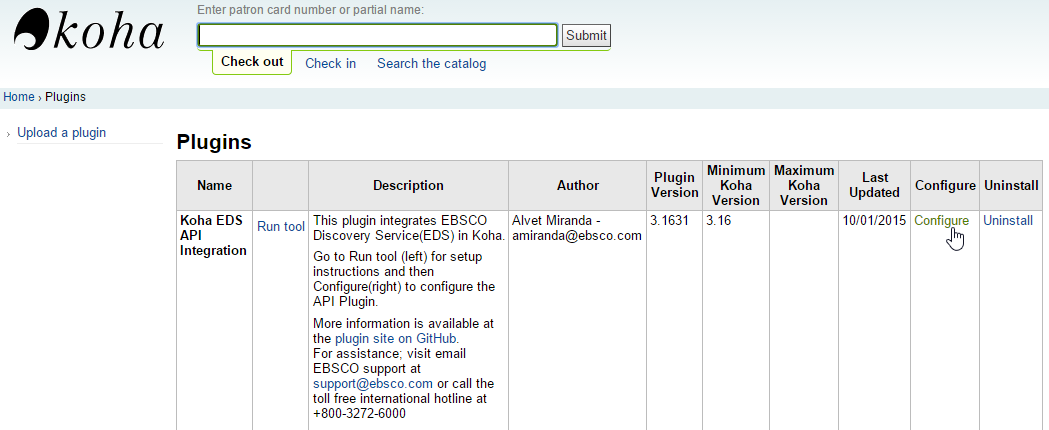 Enter patron card number or partial name:
koha
Submit
Check out
Check in
Search the catalog
Home › Plugins
› Upload a plugin
Plugins
Name
Description
Author
Plugin
Version
Minimum
Koha
Version
Maximum
Koha
Version
Last
Updated
Configure
Uninstall
Koha EDS
API
Integration
Run tool
This plugin integrates EBSCO
Discovery Service(EDS) in Koha.
Go to Run tool (left) for setup
instructions and then
Configure(right) to configure the
API Plugin.
More information is available at
the plugin site on GitHub.
For assistance; visit email
EBSCO support at
support@ebsco.com or call the
toll free international hotline at
+800-3272-6000
Alvet Miranda -
amiranda@ebsco.com
3.1631
3.16
10/01/2015
Configure
Uninstall